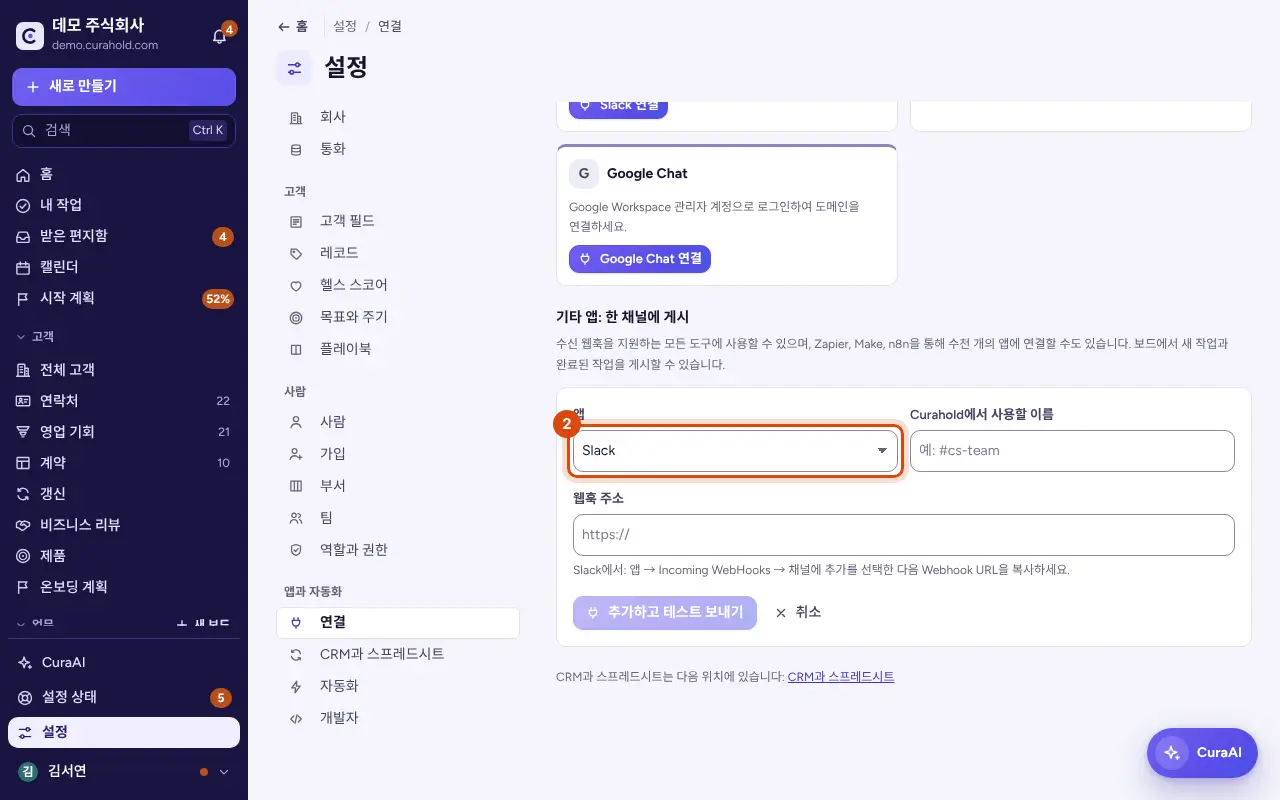 데모 주식회사
demo.curahold.com
4
새로 만들기
검색
Ctrl K
홈
내 작업
받은 편지함
4
캘린더
시작 계획
52%
고객
전체 고객
연락처
22
영업 기회
21
계약
10
갱신
비즈니스 리뷰
제품
온보딩 계획
업무
새 보드
CuraAI
설정 상태
5
설정
김
김서연
홈
설정 / 연결
설정
회사
통화
고객
고객 필드
레코드
헬스 스코어
목표와 주기
플레이북
사람
사람
가입
부서
팀
역할과 권한
앱과 자동화
연결
CRM과 스프레드시트
자동화
개발자
Slack 연결
G
Google Chat
Google Workspace 관리자 계정으로 로그인하여 도메인을
연결하세요.
Google Chat 연결
기타 앱: 한 채널에 게시
수신 웹훅을 지원하는 모든 도구에 사용할 수 있으며, Zapier, Make, n8n을 통해 수천 개의 앱에 연결할 수도 있습니다. 보드에서 새 작업과
완료된 작업을 게시할 수 있습니다.
앱
2
Slack
Curahold에서 사용할 이름
예: #cs-team
웹훅 주소
https://
Slack에서: 앱 → Incoming WebHooks → 채널에 추가를 선택한 다음 Webhook URL을 복사하세요.
추가하고 테스트 보내기
취소
CRM과 스프레드시트는 다음 위치에 있습니다: CRM과 스프레드시트
CuraAI